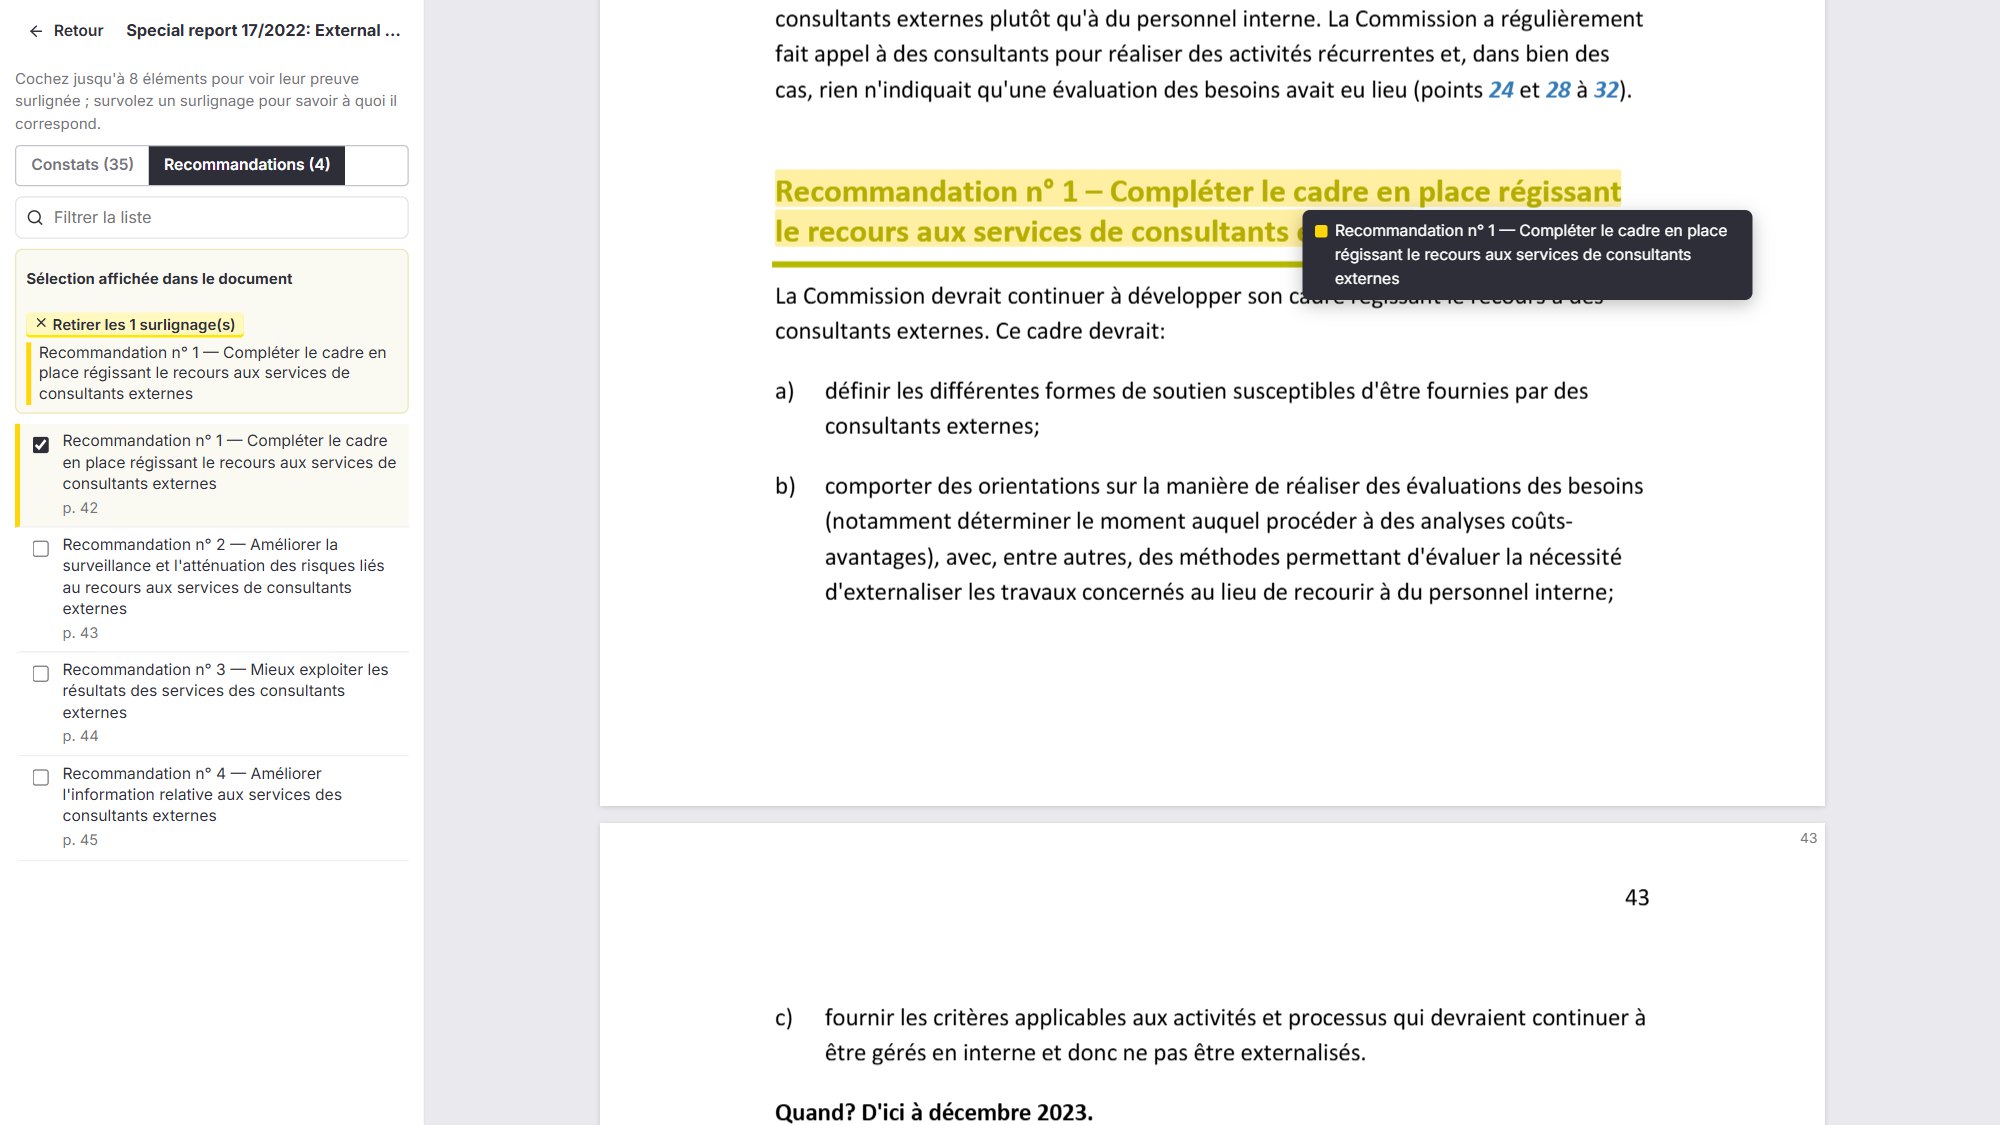 Retour
Special report 17/2022: External ...
Cochez jusqu'à 8 éléments pour voir leur preuve
surlignée ; survolez un surlignage pour savoir à quoi il
correspond.
Constats (35)
Recommandations (4)
Filtrer la liste
Sélection affichée dans le document
Retirer les 1 surlignage(s)
Recommandation n° 1 — Compléter le cadre en
place régissant le recours aux services de
consultants externes
Recommandation n° 1 — Compléter le cadre
en place régissant le recours aux services de
consultants externes
p. 42
Recommandation n° 2 — Améliorer la
surveillance et l'atténuation des risques liés
au recours aux services de consultants
externes
p. 43
Recommandation n° 3 — Mieux exploiter les
résultats des services des consultants
externes
p. 44
Recommandation n° 4 — Améliorer
l'information relative aux services des
consultants externes
p. 45
consultants externes plutôt qu'à du personnel interne. La Commission a régulièrement
fait appel à des consultants pour réaliser des activités récurrentes et, dans bien des
cas, rien n'indiquait qu'une évaluation des besoins avait eu lieu (points 24 et 28 à 32).
Recommandation n° 1 – Compléter le cadre en place régissant
le recours aux services de consultants
Recommandation n° 1 — Compléter le cadre en place
régissant le recours aux services de consultants
externes
La Commission devrait continuer à développer son cadre régissant le recours à des
consultants externes. Ce cadre devrait:
a) définir les différentes formes de soutien susceptibles d'être fournies par des
consultants externes;
b) comporter des orientations sur la manière de réaliser des évaluations des besoins
(notamment déterminer le moment auquel procéder à des analyses coûts-
avantages), avec, entre autres, des méthodes permettant d'évaluer la nécessité
d'externaliser les travaux concernés au lieu de recourir à du personnel interne;
43
43
c) fournir les critères applicables aux activités et processus qui devraient continuer à
être gérés en interne et donc ne pas être externalisés.
Quand? D'ici à décembre 2023.